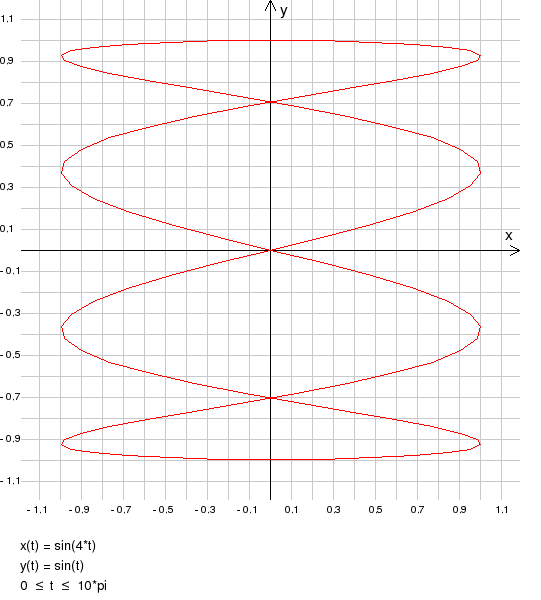 y
1.1
0.9
0.7
0.5
0.3
0.1
x
- 0.1
- 0.3
- 0.5
- 0.7
- 0.9
- 1.1
- 1.1 - 0.9 - 0.7 - 0.5 - 0.3 - 0.1 0.1 0.3 0.5 0.7 0.9 1.1
x(t) = sin(4*t)
y(t) = sin(t)
0 ≤ t ≤ 10*pi